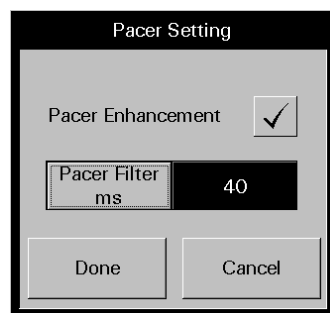 Pacer Setting
Pacer Enhancement
Pacer Filter
ms
40
Done
Cancel